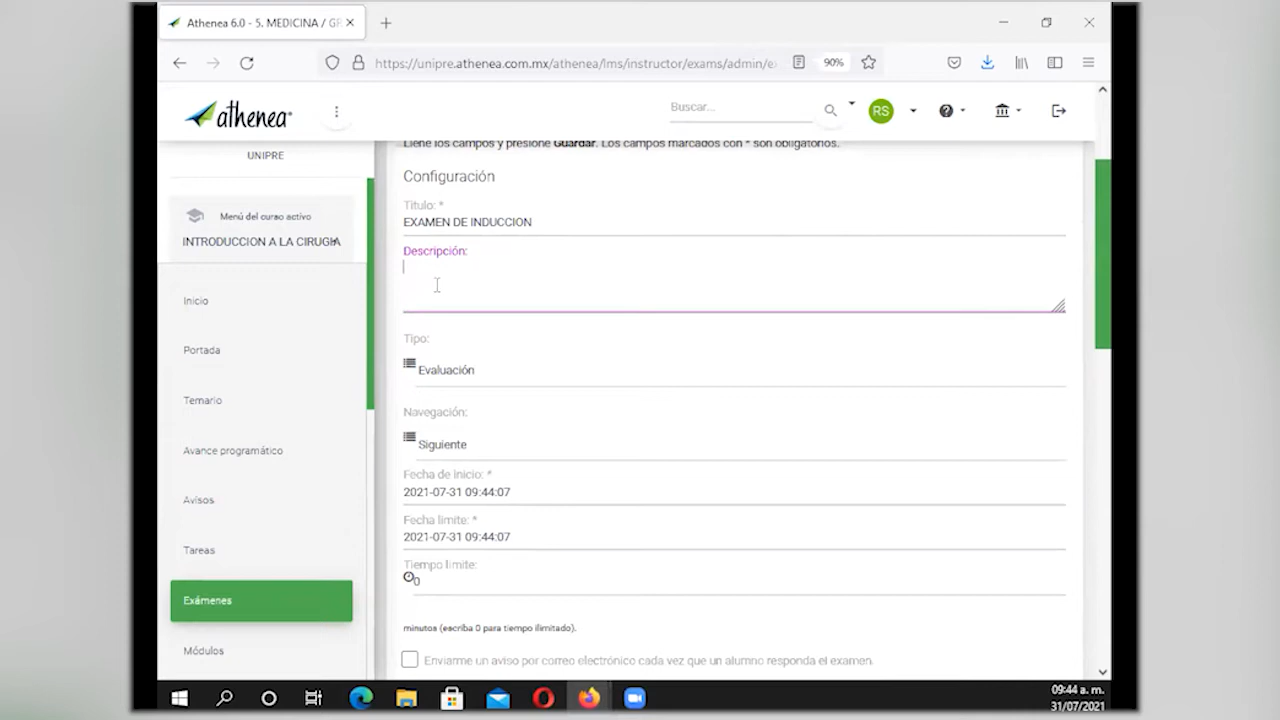 Athenea 6.0 - 5. MEDICINA / GR
https://unipre.athenea.com.mx/athenea/lms/instructor/exams/admin/e
90%
athenea
Buscar...
RS
UNIPRE
Menú del curso activo
INTRODUCCION A LA CIRUGIA
Inicio
Portada
Temario
Avance programático
Avisos
Tareas
Exámenes
Módulos
Llene los campos y presione Guardar. Los campos marcados con * son obligatorios.
Configuración
Título: *
EXAMEN DE INDUCCION
Descripción:
Tipo:
Evaluación
Navegación:
Siguiente
Fecha de inicio: *
2021-07-31 09:44:07
Fecha límite: *
2021-07-31 09:44:07
Tiempo límite:
0
minutos (escriba 0 para tiempo ilimitado).
Enviarme un aviso por correo electrónico cada vez que un alumno responda el examen.
09:44 a. m.
31/07/2021